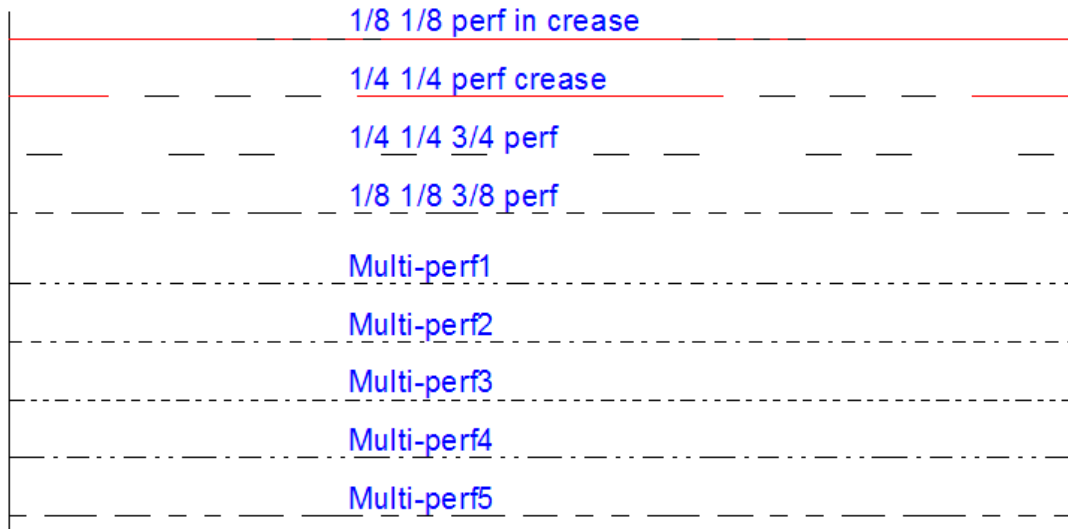 1/8 1/8 perf in crease
1/4 1/4 perf crease
1/4 1/4 3/4 perf
1/8 1/8 3/8 perf
Multi-perf1
Multi-perf2
Multi-perf3
Multi-perf4
Multi-perf5